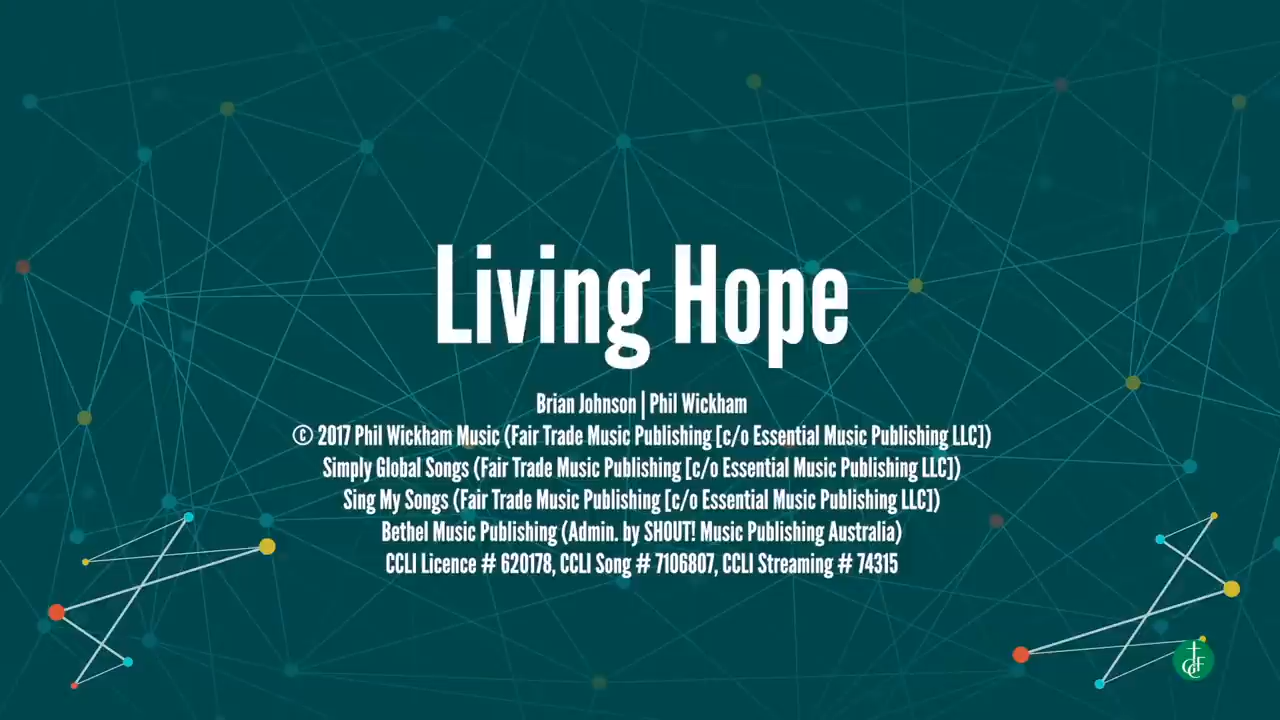 Living Hope
Brian Johnson | Phil Wickham
© 2017 Phil Wickham Music (Fair Trade Music Publishing [c/o Essential Music Publishing LLC])
Simply Global Songs (Fair Trade Music Publishing [c/o Essential Music Publishing LLC])
Sing My Songs (Fair Trade Music Publishing [c/o Essential Music Publishing LLC])
Bethel Music Publishing (Admin. by SHOUT! Music Publishing Australia)
CCLI Licence # 620178, CCLI Song # 7106807, CCLI Streaming # 74315